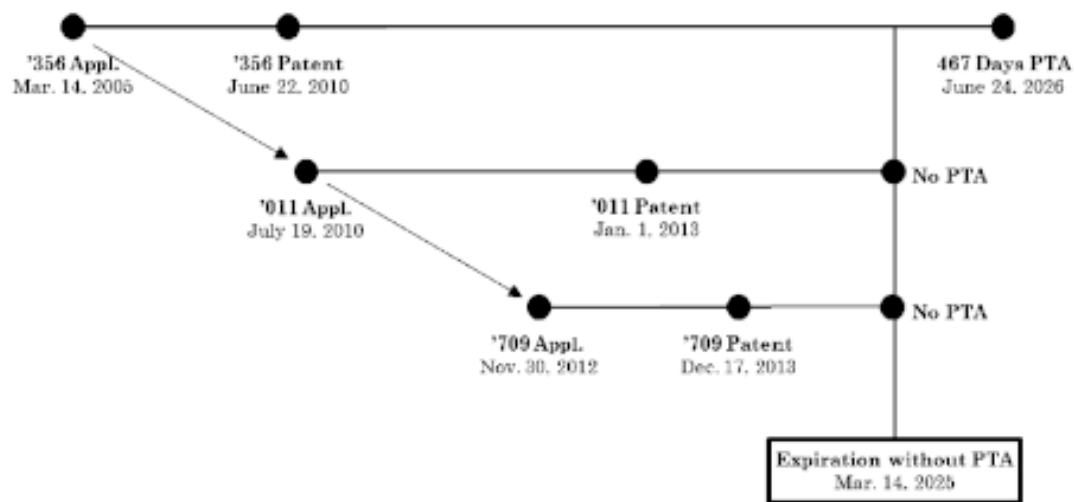 '356 Appl.
Mar. 14, 2005
'356 Patent
June 22, 2010
467 Days PTA
June 24, 2026
'011 Appl.
July 19, 2010
'011 Patent
Jan. 1, 2013
No PTA
'709 Appl.
Nov. 30, 2012
'709 Patent
Dec. 17, 2013
No PTA
Expiration without PTA
Mar. 14, 2025